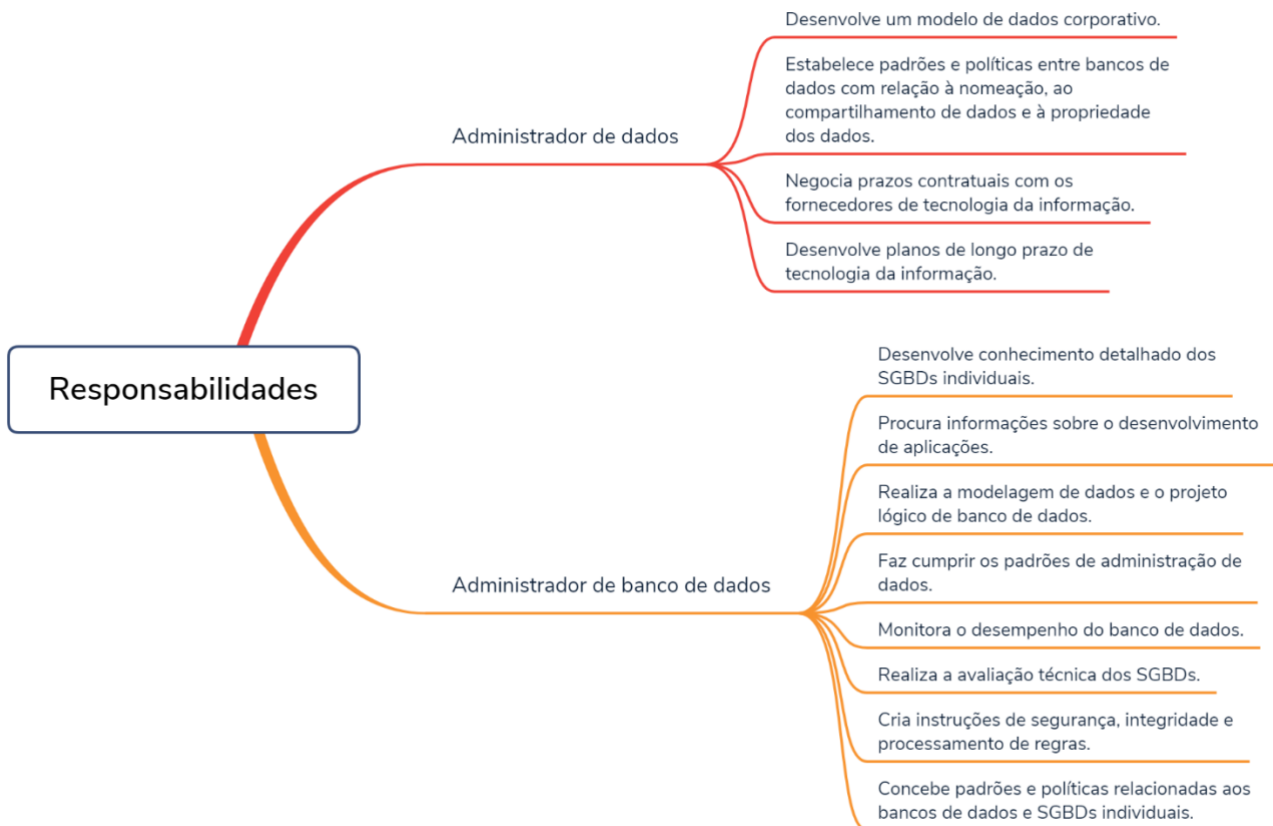 Responsabilidades
Administrador de dados
Desenvolve um modelo de dados corporativo.
Estabelece padrões e políticas entre bancos de
dados com relação à nomeação, ao
compartilhamento de dados e à propriedade
dos dados.
Negocia prazos contratuais com os
fornecedores de tecnologia da informação.
Desenvolve planos de longo prazo de
tecnologia da informação.
Administrador de banco de dados
Desenvolve conhecimento detalhado dos
SGBDs individuais.
Procura informações sobre o desenvolvimento
de aplicações.
Realiza a modelagem de dados e o projeto
lógico de banco de dados.
Faz cumprir os padrões de administração de
dados.
Monitora o desempenho do banco de dados.
Realiza a avaliação técnica dos SGBDs.
Cria instruções de segurança, integridade e
processamento de regras.
Concebe padrões e políticas relacionadas aos
bancos de dados e SGBDs individuais.